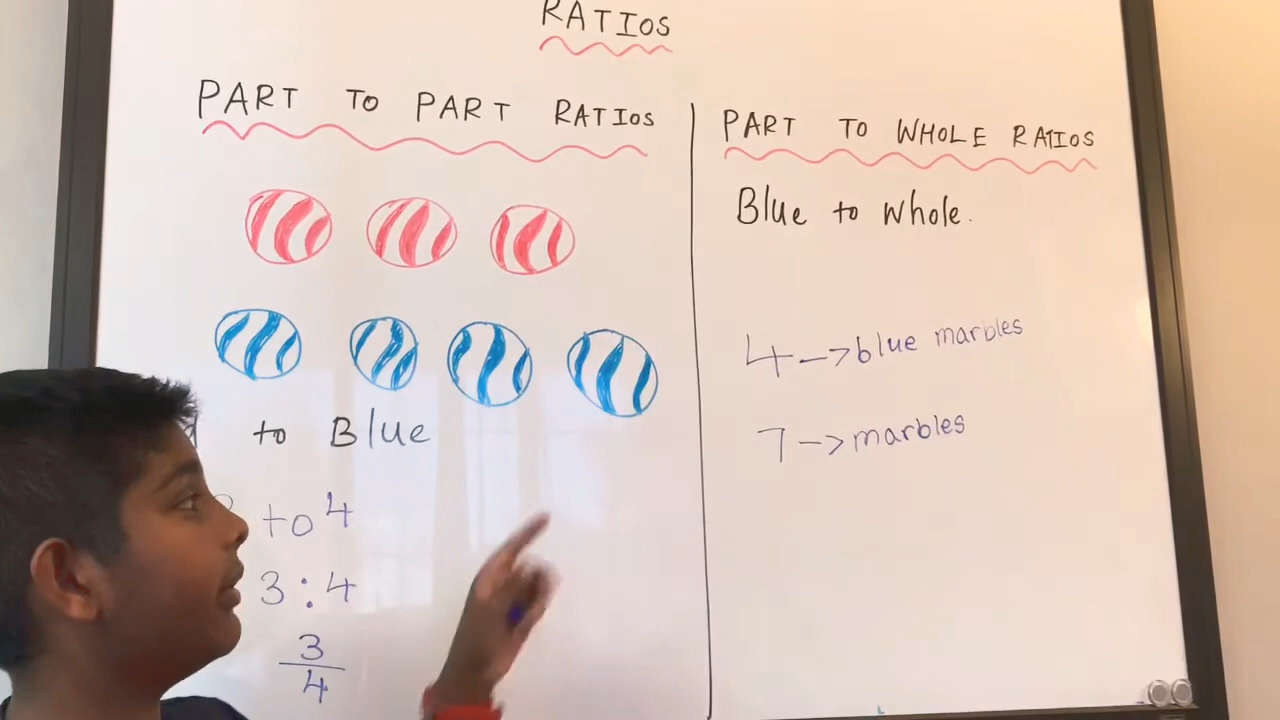 RATIOS
PART TO PART RATIOS
to Blue
to 4
3:4
3
4
PART TO WHOLE RATIOS
Blue to whole.
4-->blue marbles
7-->marbles